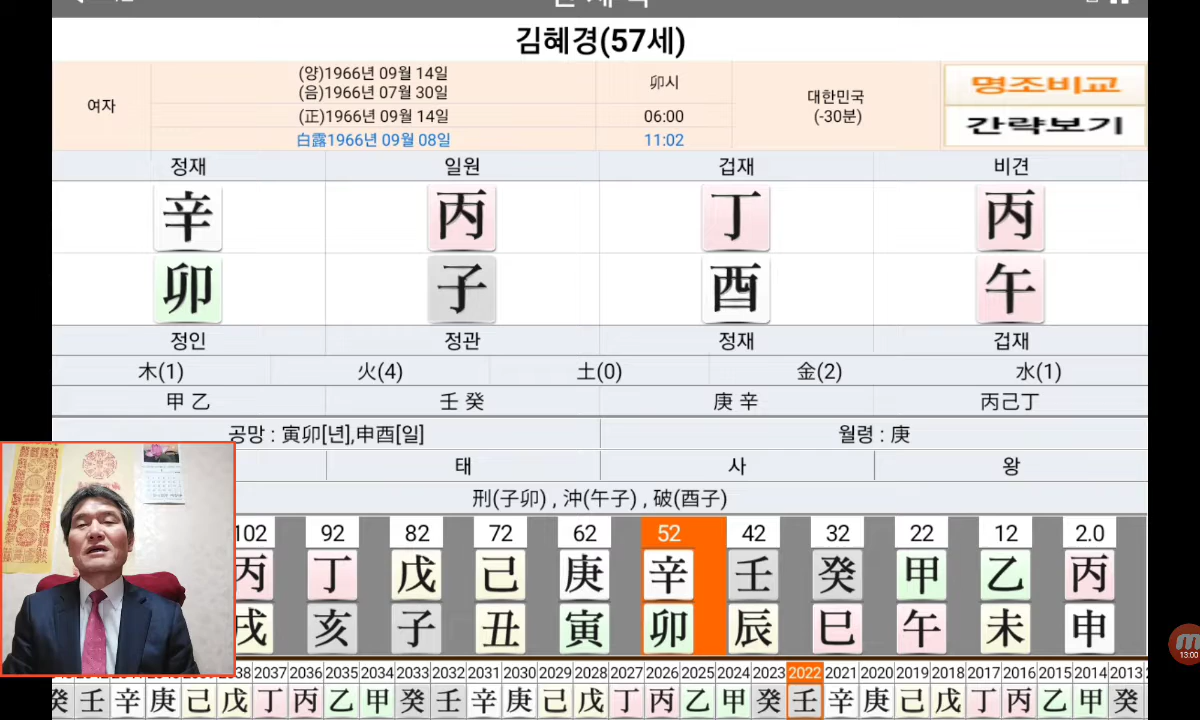 김혜경(57세)
여자
(양)1966년 09월 14일
(음)1966년 07월 30일
(正)1966년 09월 14일
白露1966년 09월 08일
卯시
06:00
11:02
대한민국
(-30분)
명조비교
간략보기
정재 일원 겁재 비견
辛 丙 丁 丙
卯 子 酉 午
정인 정관 정재 겁재
木(1) 火(4) 土(0) 金(2) 水(1)
甲 乙 壬 癸 庚 辛 丙己丁
공망 : 寅卯[년],申酉[일] 월령 : 庚
태 사 왕
刑(子卯) , 沖(午子) , 破(酉子)
102 92 82 72 62 52 42 32 22 12 2.0
丙 丁 戊 己 庚 辛 壬 癸 甲 乙 丙
戌 亥 子 丑 寅 卯 辰 巳 午 未 申
2037 2036 2035 2034 2033 2032 2031 2030 2029 2028 2027 2026 2025 2024 2023 2022 2021 2020 2019 2018 2017 2016 2015 2014 2013
癸 壬 辛 庚 己 戊 丁 丙 乙 甲 癸 壬 辛 庚 己 戊 丁 丙 乙 甲 癸 壬 辛 庚 己 戊 丁 丙 乙 甲 癸
13:00